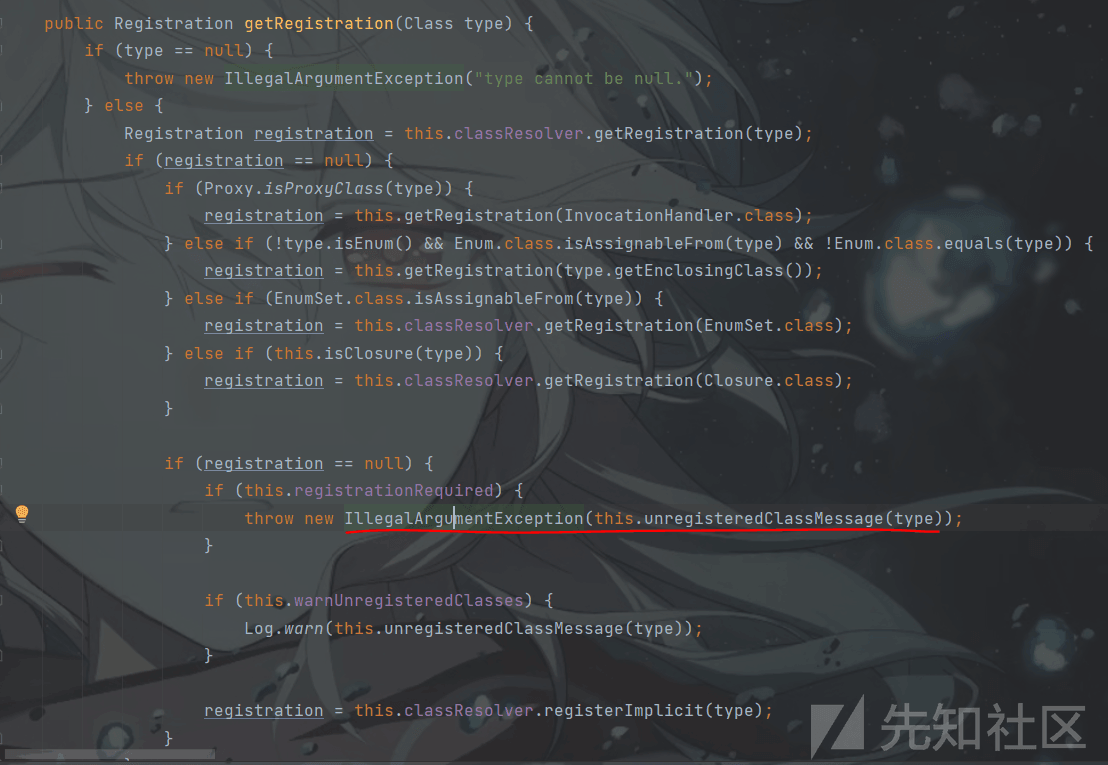 public Registration getRegistration(Class type) {
if (type == null) {
throw new IllegalArgumentException("type cannot be null.");
} else {
Registration registration = this.classResolver.getRegistration(type);
if (registration == null) {
if (Proxy.isProxyClass(type)) {
registration = this.getRegistration(InvocationHandler.class);
} else if (!type.isEnum() && Enum.class.isAssignableFrom(type) && !Enum.class.equals(type)) {
registration = this.getRegistration(type.getEnclosingClass());
} else if (EnumSet.class.isAssignableFrom(type)) {
registration = this.classResolver.getRegistration(EnumSet.class);
} else if (this.isClosure(type)) {
registration = this.classResolver.getRegistration(Closure.class);
}
if (registration == null) {
if (this.registrationRequired) {
throw new IllegalArgumentException(this.unregisteredClassMessage(type));
}
if (this.warnUnregisteredClasses) {
Log.warn(this.unregisteredClassMessage(type));
}
registration = this.classResolver.registerImplicit(type);
}
先知社区